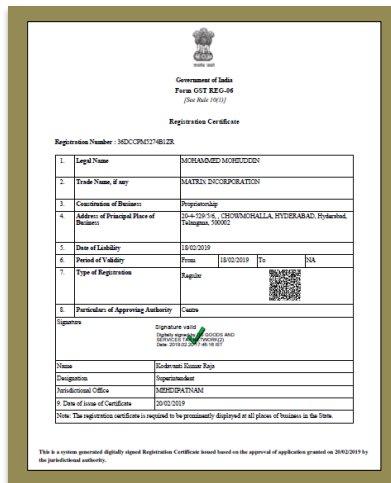 Government of India
Form GST REG-06
[See Rule 10(1)]
Registration Certificate
Registration Number : 36DCCPM5274B1ZR
1. Legal Name MOHAMMED MOHIUDDIN
2. Trade Name, if any MATRIX INCORPORATION
3. Constitution of Business Proprietorship
4. Address of Principal Place of Business 20-4-529/5/6, , CHOWMOHALLA, HYDERABAD, Hyderabad, Telangana, 500002
5. Date of Liability 18/02/2019
6. Period of Validity From 18/02/2019 To NA
7. Type of Registration Regular
8. Particulars of Approving Authority Centre
Signature
Signature valid
Digitally signed by DS GOODS AND
SERVICES TAX NETWORK(2)
Date: 2019.02.20 17:46:16 IST
Name Kodavanti Kumar Raja
Designation Superintendent
Jurisdictional Office MEHDIPATNAM
9. Date of issue of Certificate 20/02/2019
Note: The registration certificate is required to be prominently displayed at all places of business in the State.
This is a system generated digitally signed Registration Certificate issued based on the approval of application granted on 20/02/2019 by
the jurisdictional authority.